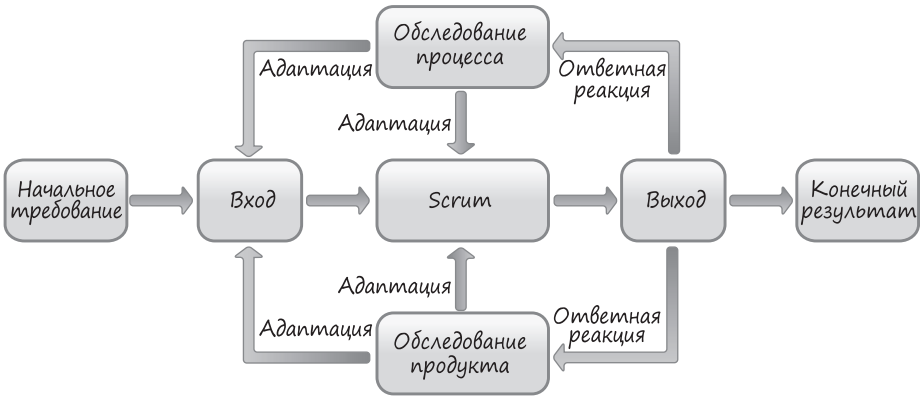 Обследование
процесса
Адаптация
Ответная
реакция
Адаптация
Начальное
требование
Вход
Scrum
Выход
Конечный
результат
Адаптация
Адаптация
Ответная
реакция
Обследование
продукта